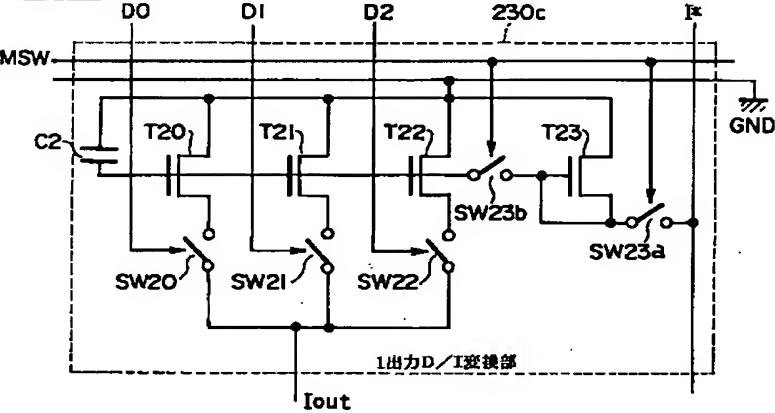 D0 D1 D2 230c I*
MSW
GND
C2 T20 T21 T22 T23
SW23b
SW23a
SW20 SW21 SW22
1出力D／I変換部
Iout